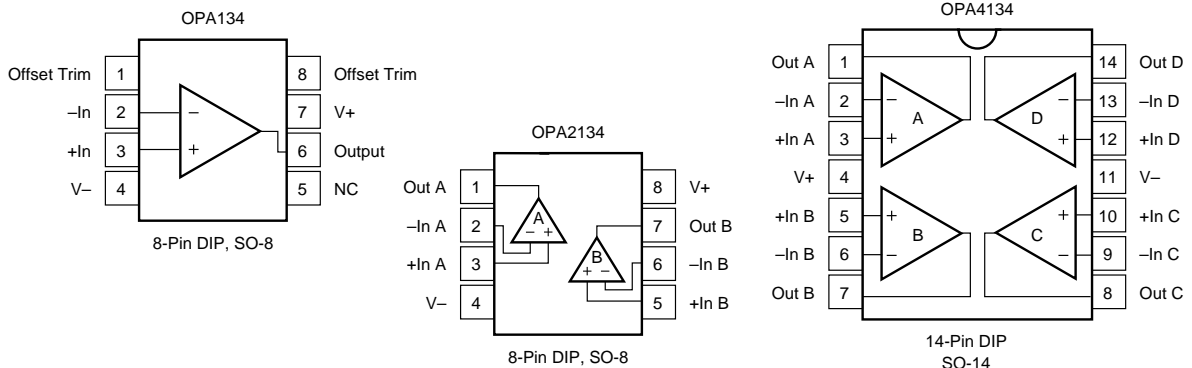 OPA134
Offset Trim 1 8 Offset Trim
–In 2 – 7 V+
+In 3 + 6 Output
V– 4 5 NC
8-Pin DIP, SO-8
OPA2134
Out A 1 A 8 V+
–In A 2 – + B 7 Out B
+In A 3 + – 6 –In B
V– 4 5 +In B
8-Pin DIP, SO-8
OPA4134
Out A 1 14 Out D
–In A 2 – A D – 13 –In D
+In A 3 + + 12 +In D
V+ 4 11 V–
+In B 5 + B C + 10 +In C
–In B 6 – – 9 –In C
Out B 7 8 Out C
14-Pin DIP
SO-14